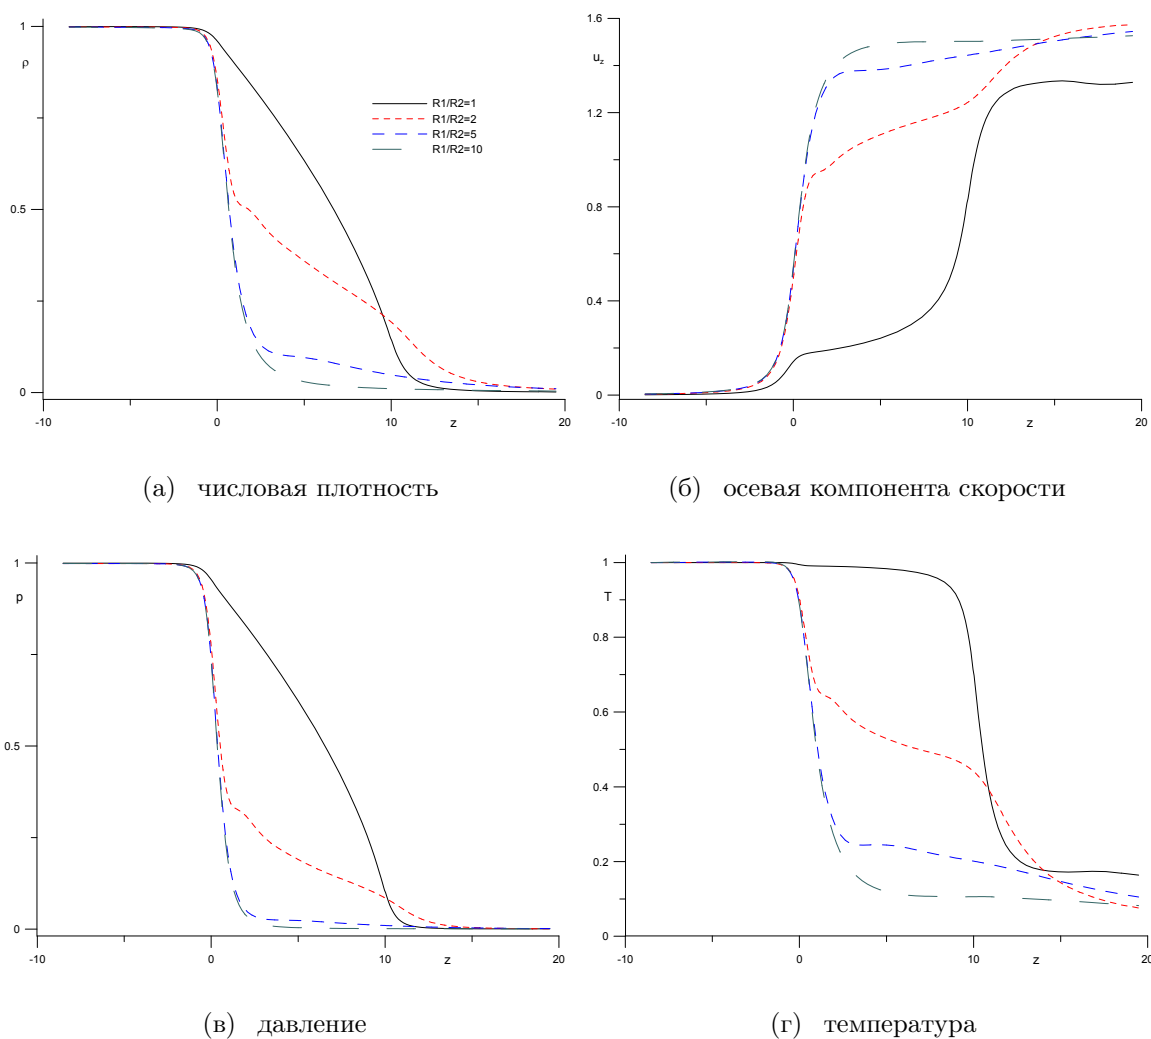 1
ρ
0.5
0
-10
0
10
z
20
R1/R2=1
R1/R2=2
R1/R2=5
R1/R2=10
(а) числовая плотность
1.6
u_z
1.2
0.8
0.4
0
-10
0
10
z
20
(б) осевая компонента скорости
1
p
0.5
0
-10
0
10
z
20
(в) давление
1
T
0.8
0.6
0.4
0.2
0
-10
0
10
z
20
(г) температура